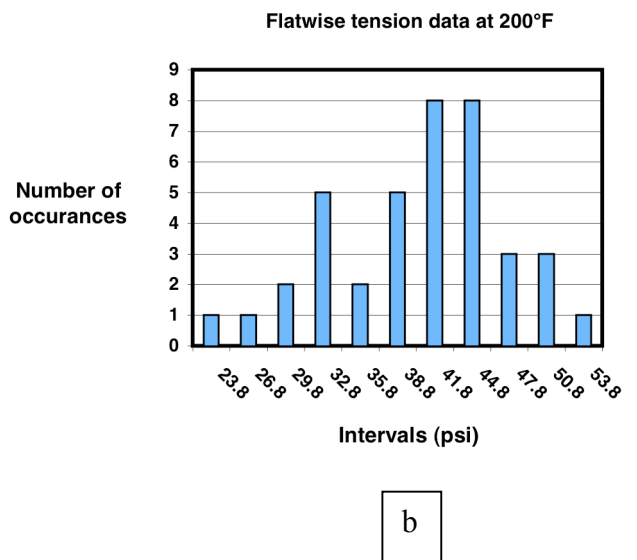 Flatwise tension data at 200°F
9
8
7
6
5
4
3
2
1
0
Number of
occurances
23.8 26.8 29.8 32.8 35.8 38.8 41.8 44.8 47.8 50.8 53.8
Intervals (psi)
b